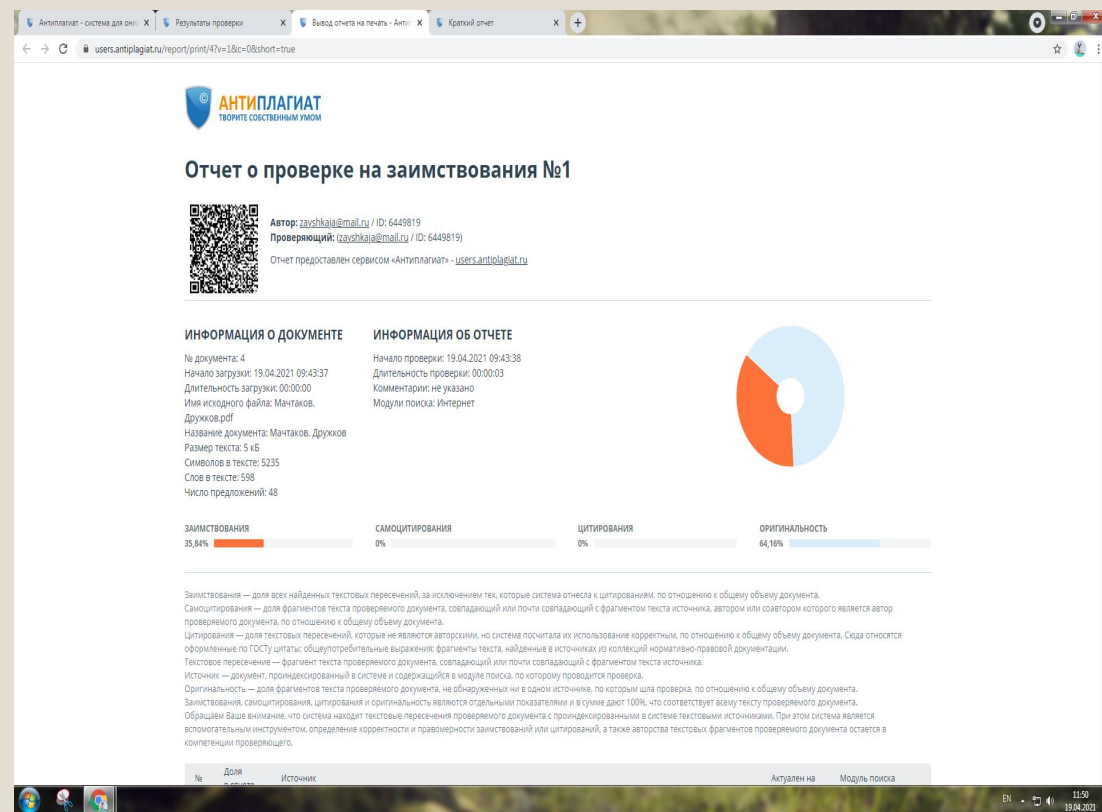 Антиплагиат - система для онл
Результаты проверки
Вывод отчета на печать - Антип
Краткий отчет
users.antiplagiat.ru/report/print/4?v=1&c=0&short=true
АНТИПЛАГИАТ
ТВОРИТЕ СОБСТВЕННЫМ УМОМ
Отчет о проверке на заимствования №1
Автор: zayshkaja@mail.ru / ID: 6449819
Проверяющий: (zayshkaja@mail.ru / ID: 6449819)
Отчет предоставлен сервисом «Антиплагиат» - users.antiplagiat.ru
ИНФОРМАЦИЯ О ДОКУМЕНТЕ
№ документа: 4
Начало загрузки: 19.04.2021 09:43:37
Длительность загрузки: 00:00:00
Имя исходного файла: Мачтаков.
Дружков.pdf
Название документа: Мачтаков. Дружков
Размер текста: 5 кБ
Символов в тексте: 5235
Слов в тексте: 598
Число предложений: 48
ИНФОРМАЦИЯ ОБ ОТЧЕТЕ
Начало проверки: 19.04.2021 09:43:38
Длительность проверки: 00:00:03
Комментарии: не указано
Модули поиска: Интернет
ЗАИМСТВОВАНИЯ
35,84%
САМОЦИТИРОВАНИЯ
0%
ЦИТИРОВАНИЯ
0%
ОРИГИНАЛЬНОСТЬ
64,16%
Заимствования — доля всех найденных текстовых пересечений, за исключением тех, которые система отнесла к цитированиям, по отношению к общему объему документа.
Самоцитирования — доля фрагментов текста проверяемого документа, совпадающий или почти совпадающий с фрагментом текста источника, автором или соавтором которого является автор
проверяемого документа, по отношению к общему объему документа.
Цитирования — доля текстовых пересечений, которые не являются авторскими, но система посчитала их использование корректным, по отношению к общему объему документа. Сюда относятся
оформленные по ГОСТу цитаты; общеупотребительные выражения; фрагменты текста, найденные в источниках из коллекций нормативно-правовой документации.
Текстовое пересечение — фрагмент текста проверяемого документа, совпадающий или почти совпадающий с фрагментом текста источника.
Источник — документ, проиндексированный в системе и содержащийся в модуле поиска, по которому проводится проверка.
Оригинальность — доля фрагментов текста проверяемого документа, не обнаруженных ни в одном источнике, по которым шла проверка, по отношению к общему объему документа.
Заимствования, самоцитирования, цитирования и оригинальность являются отдельными показателями и в сумме дают 100%, что соответствует всему тексту проверяемого документа.
Обращаем Ваше внимание, что система находит текстовые пересечения проверяемого документа с проиндексированными в системе текстовыми источниками. При этом система является
вспомогательным инструментом, определение корректности и правомерности заимствований или цитирований, а также авторства текстовых фрагментов проверяемого документа остается в
компетенции проверяющего.
№
Доля
в отчете
Источник
Актуален на
Модуль поиска
EN
11:50
19.04.2021